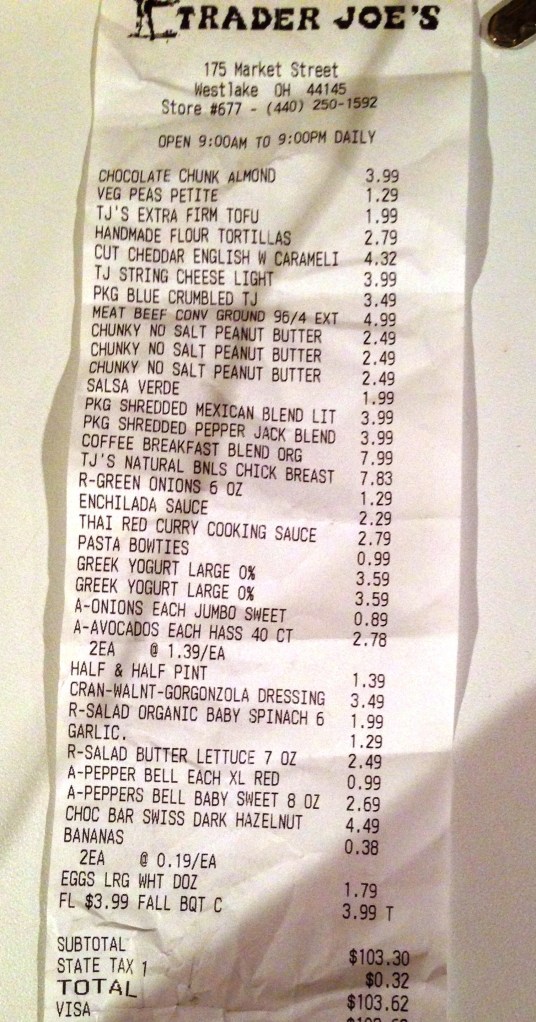 TRADER JOE'S
175 Market Street
Westlake OH 44145
Store #677 - (440) 250-1592
OPEN 9:00AM TO 9:00PM DAILY
CHOCOLATE CHUNK ALMOND 3.99
VEG PEAS PETITE 1.29
TJ'S EXTRA FIRM TOFU 1.99
HANDMADE FLOUR TORTILLAS 2.79
CUT CHEDDAR ENGLISH W CARAMELI 4.32
TJ STRING CHEESE LIGHT 3.99
PKG BLUE CRUMBLED TJ 3.49
MEAT BEEF CONV GROUND 96/4 EXT 4.99
CHUNKY NO SALT PEANUT BUTTER 2.49
CHUNKY NO SALT PEANUT BUTTER 2.49
CHUNKY NO SALT PEANUT BUTTER 2.49
SALSA VERDE 1.99
PKG SHREDDED MEXICAN BLEND LIT 3.99
PKG SHREDDED PEPPER JACK BLEND 3.99
COFFEE BREAKFAST BLEND ORG 7.99
TJ'S NATURAL BNLS CHICK BREAST 7.83
R-GREEN ONIONS 6 OZ 1.29
ENCHILADA SAUCE 2.29
THAI RED CURRY COOKING SAUCE 2.79
PASTA BOWTIES 0.99
GREEK YOGURT LARGE 0% 3.59
GREEK YOGURT LARGE 0% 3.59
A-ONIONS EACH JUMBO SWEET 0.89
A-AVOCADOS EACH HASS 40 CT 2.78
2EA @ 1.39/EA
HALF & HALF PINT 1.39
CRAN-WALNT-GORGONZOLA DRESSING 3.49
R-SALAD ORGANIC BABY SPINACH 6 1.99
GARLIC. 1.29
R-SALAD BUTTER LETTUCE 7 OZ 2.49
A-PEPPER BELL EACH XL RED 0.99
A-PEPPERS BELL BABY SWEET 8 OZ 2.69
CHOC BAR SWISS DARK HAZELNUT 4.49
BANANAS 0.38
2EA @ 0.19/EA
EGGS LRG WHT DOZ 1.79
FL $3.99 FALL BQT C 3.99 T
SUBTOTAL $103.30
STATE TAX 1 $0.32
TOTAL $103.62
VISA